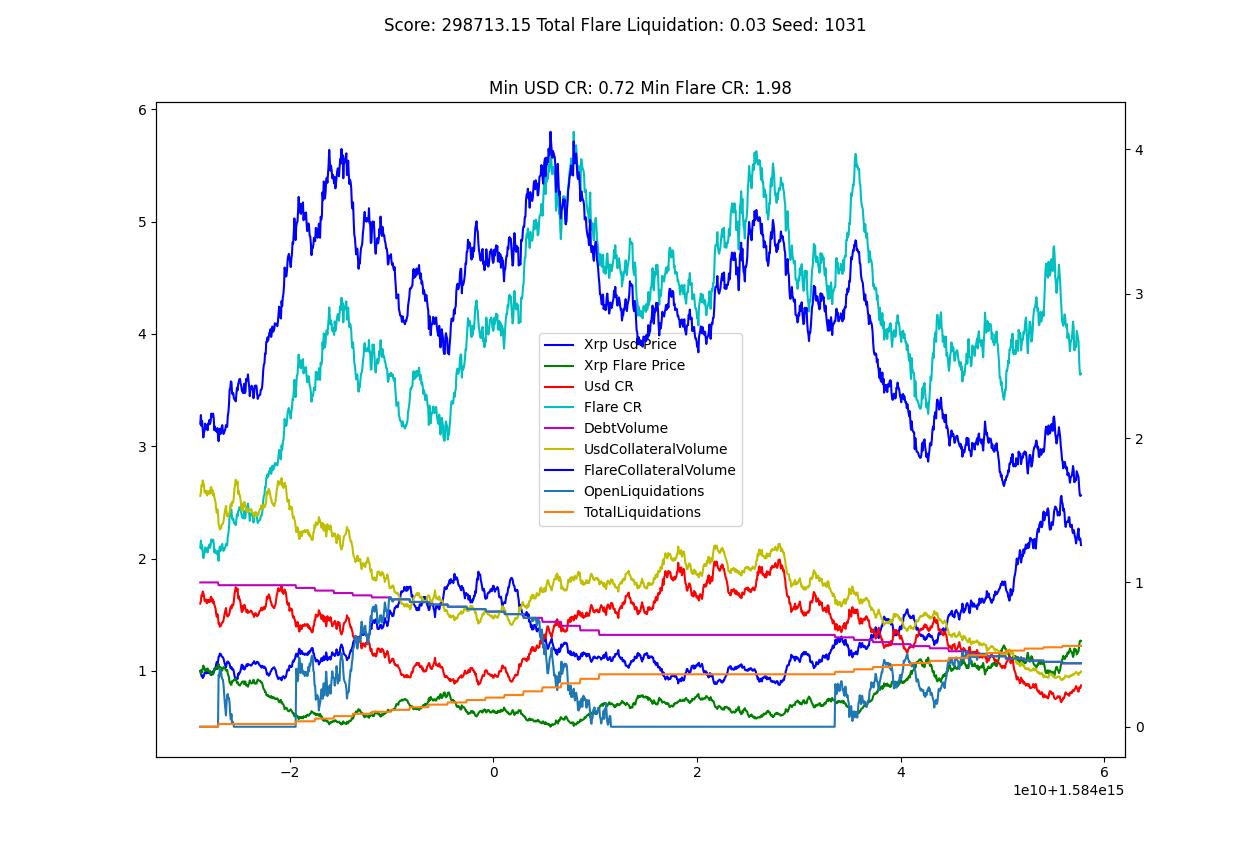 Score: 298713.15 Total Flare Liquidation: 0.03 Seed: 1031
Min USD CR: 0.72 Min Flare CR: 1.98
6
5
4
3
2
1
4
3
2
1
0
Xrp Usd Price
Xrp Flare Price
Usd CR
Flare CR
DebtVolume
UsdCollateralVolume
FlareCollateralVolume
OpenLiquidations
TotalLiquidations
−2 0 2 4 6
1e10+1.584e15